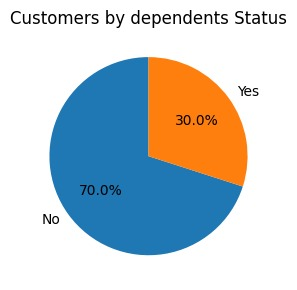 Customers by dependents Status
Yes
30.0%
70.0%
No